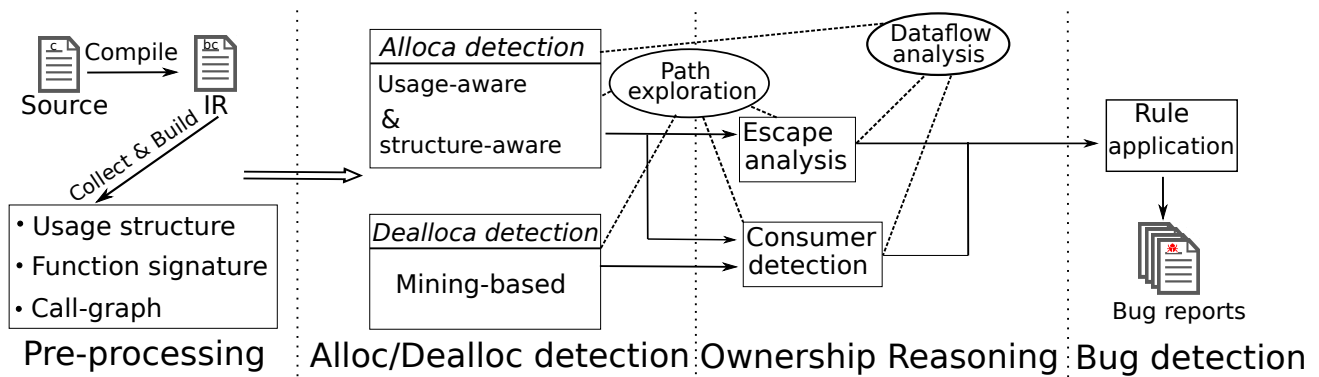 c
Compile
bc
Source
IR
Collect & Build
• Usage structure
• Function signature
• Call-graph
Pre-processing
Alloca detection
Usage-aware
&
structure-aware
Dealloca detection
Mining-based
Alloc/Dealloc detection
Path
exploration
Dataflow
analysis
Escape
analysis
Consumer
detection
Ownership Reasoning
Rule
application
Bug reports
Bug detection